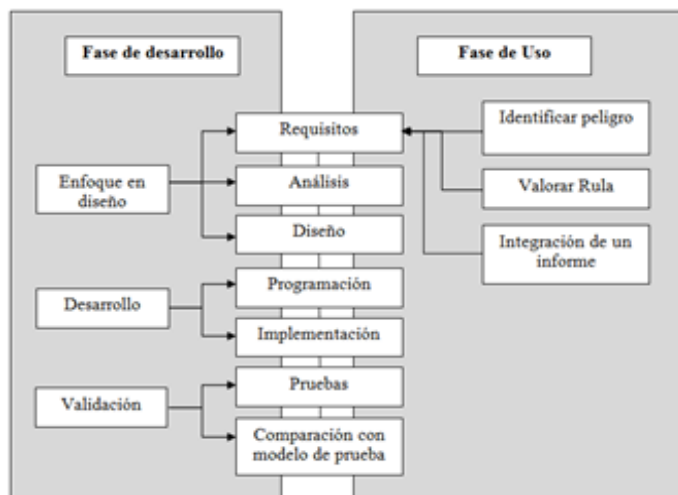 Fase de desarrollo
Fase de Uso
Requisitos
Identificar peligro
Enfoque en
diseño
Análisis
Valorar Rula
Diseño
Integración de un
informe
Desarrollo
Programación
Implementación
Validación
Pruebas
Comparación con
modelo de prueba